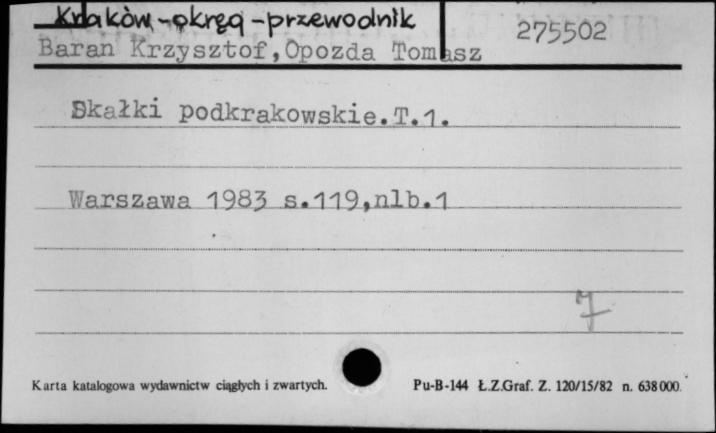 Kraków-okręg-przewodnik
275502
Baran Krzysztof,Opozda Tomasz
Skałki podkrakowskie.T.1.
Warszawa 1983 s.119,nlb.1
7
Karta katalogowa wydawnictw ciągłych i zwartych.
Pu-B-144 Ł.Z.Graf. Z. 120/15/82 n. 638000.